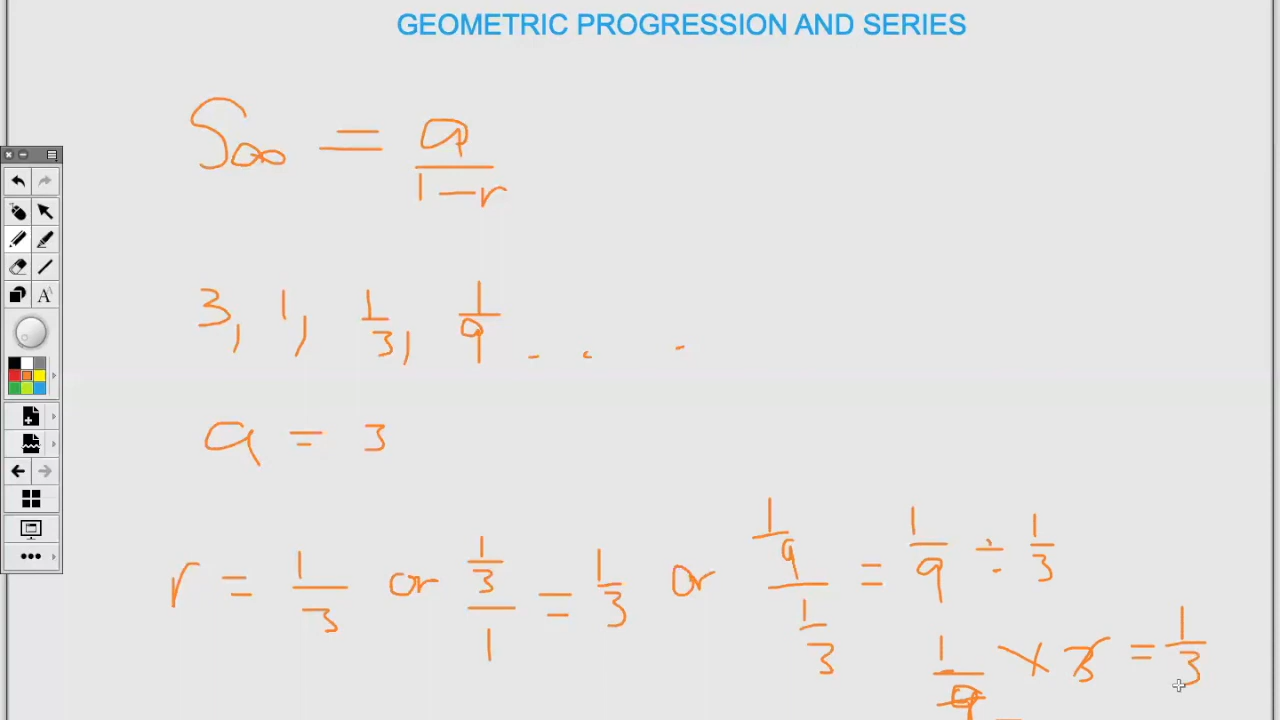 GEOMETRIC PROGRESSION AND SERIES
S∞ = a/(1-r)
3, 1, 1/3, 1/9 . . .
a = 3
r = 1/3 or (1/3)/1 = 1/3 or (1/9)/(1/3) = 1/9 ÷ 1/3
1/9 × 3 = 1/3